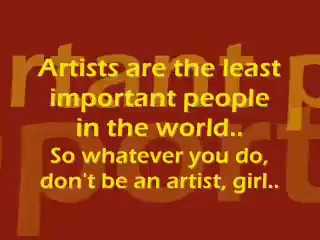 Artists are the least
important people
in the world..
So whatever you do,
don't be an artist, girl..